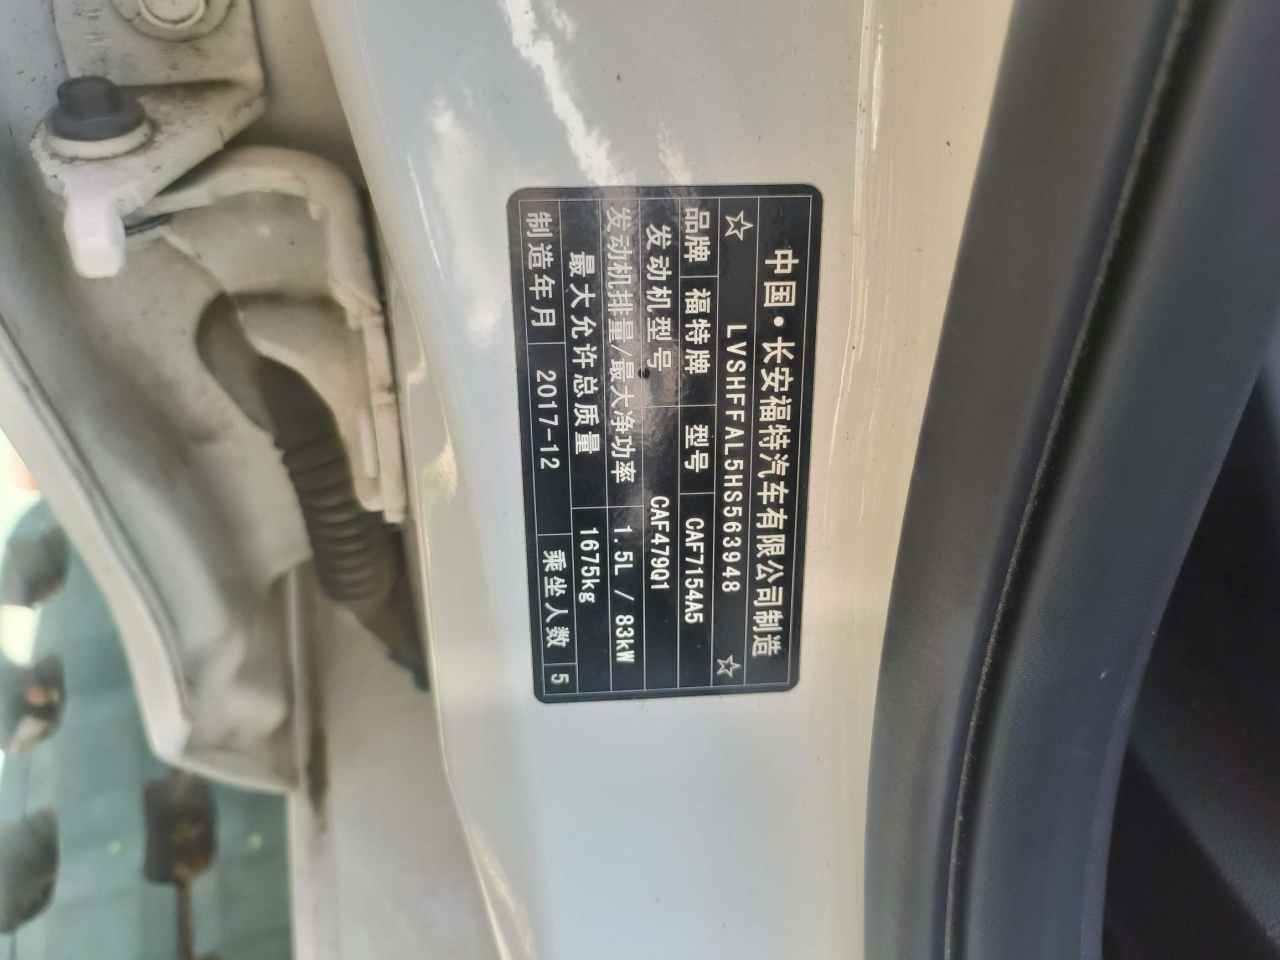 中国·长安福特汽车有限公司制造
☆ LVSHFFAL5HS563948 ☆
品牌 福特牌 型号 CAF7154A5
发动机型号 CAF479Q1
发动机排量/最大净功率 1.5L / 83kW
最大允许总质量 1675kg
制造年月 2017-12 乘坐人数 5